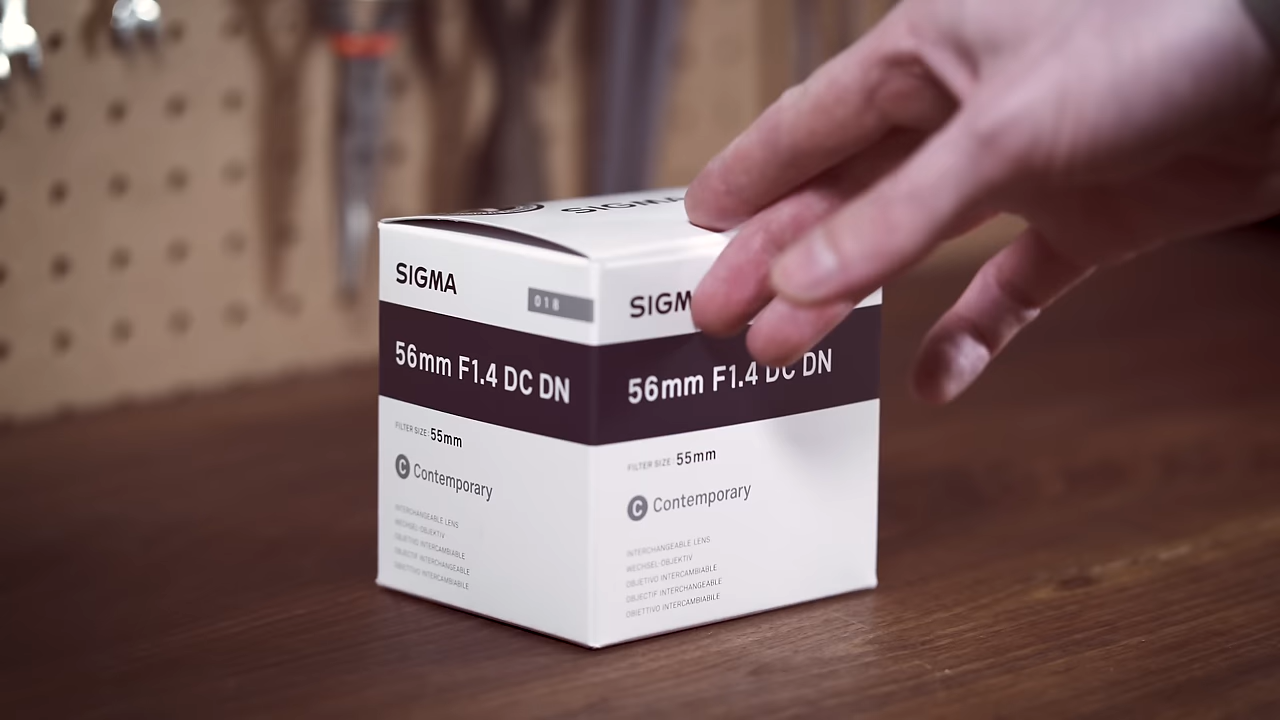 SIGMA
SIGMA
018
56mm F1.4 DC DN
FILTER SIZE: 55mm
C Contemporary
INTERCHANGEABLE LENS
WECHSEL-OBJEKTIV
OBJETIVO INTERCAMBIABLE
OBJECTIF INTERCHANGEABLE
OBIETTIVO INTERCAMBIABILE
SIGM
56mm F1.4 DC DN
FILTER SIZE: 55mm
C Contemporary
INTERCHANGEABLE LENS
WECHSEL-OBJEKTIV
OBJETIVO INTERCAMBIABLE
OBJECTIF INTERCHANGEABLE
OBIETTIVO INTERCAMBIABILE